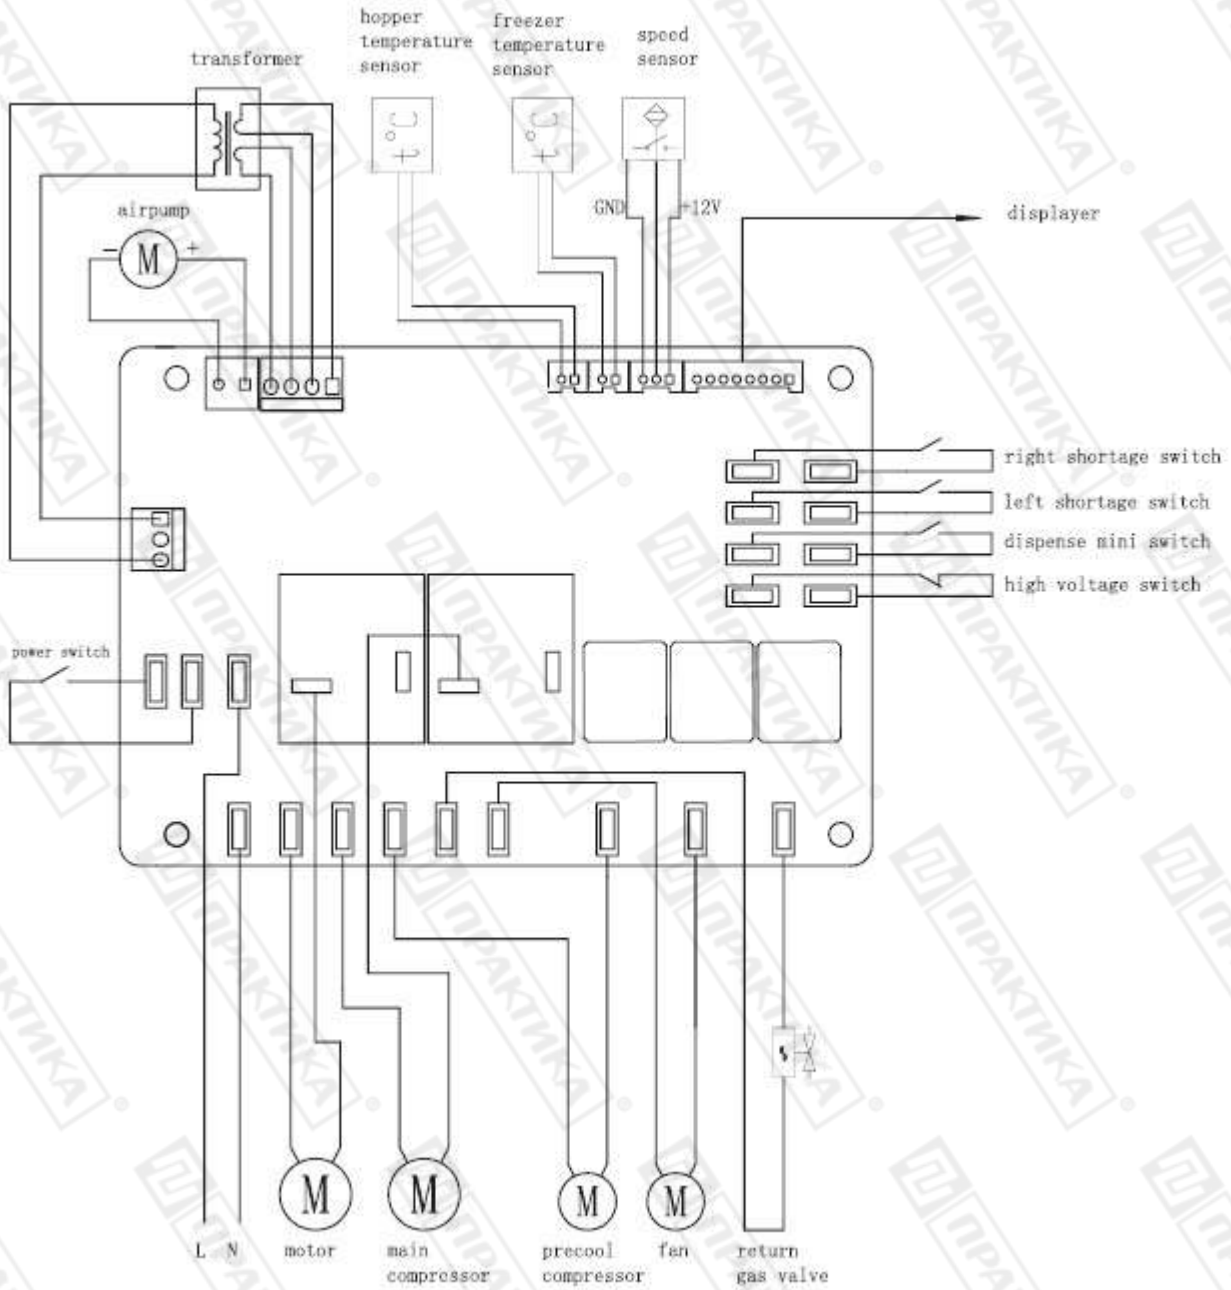 hopper
temperature
sensor
freezer
temperature
sensor
speed
sensor
transformer
airpump
- M +
GND
+12V
displayer
right shortage switch
left shortage switch
dispense mini switch
high voltage switch
power switch
M
M
M
M
L
N
motor
main
compressor
precool
compressor
fan
return
gas valve
ПРАКТИКА ®